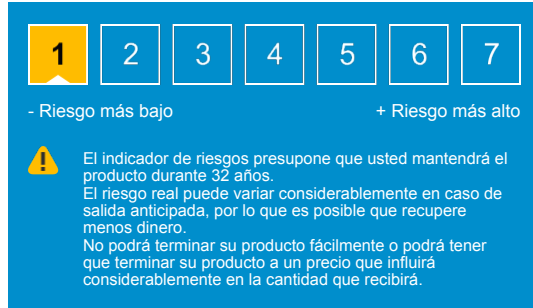 1 2 3 4 5 6 7
- Riesgo más bajo + Riesgo más alto
El indicador de riesgos presupone que usted mantendrá el
producto durante 32 años.
El riesgo real puede variar considerablemente en caso de
salida anticipada, por lo que es posible que recupere
menos dinero.
No podrá terminar su producto fácilmente o podrá tener
que terminar su producto a un precio que influirá
considerablemente en la cantidad que recibirá.